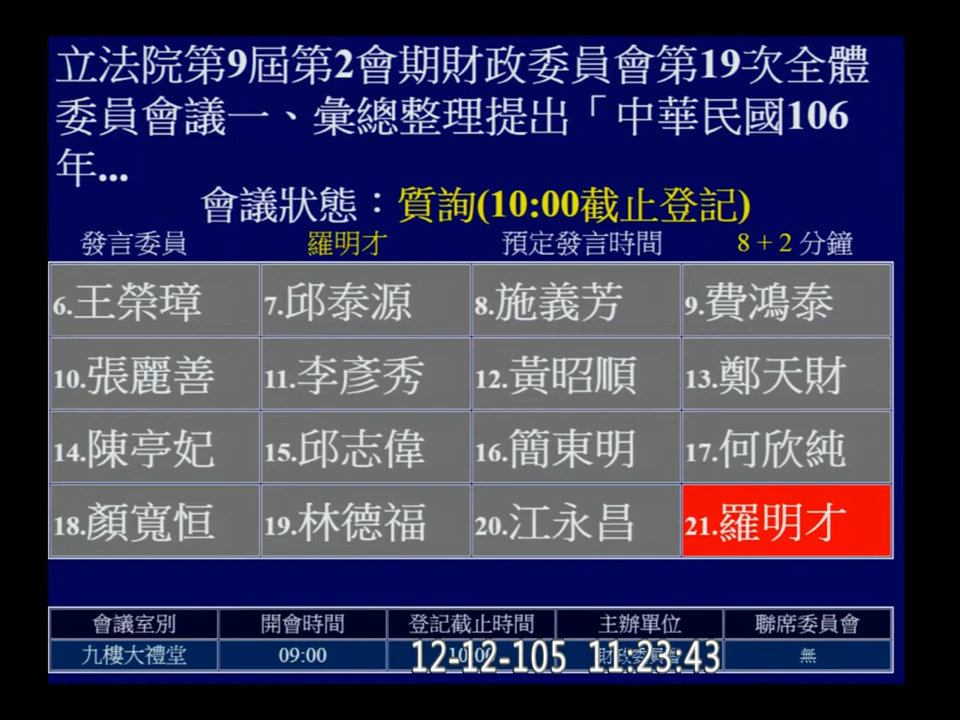 立法院第9屆第2會期財政委員會第19次全體
委員會議一、彙總整理提出「中華民國106
年...
會議狀態：質詢(10:00截止登記)
發言委員 羅明才 預定發言時間 8 + 2 分鐘
6.王榮璋 7.邱泰源 8.施義芳 9.費鴻泰
10.張麗善 11.李彥秀 12.黃昭順 13.鄭天財
14.陳亭妃 15.邱志偉 16.簡東明 17.何欣純
18.顏寬恒 19.林德福 20.江永昌 21.羅明才
會議室別 開會時間 登記截止時間 主辦單位 聯席委員會
九樓大禮堂 09:00 10:00 財政委員會 無
12-12-105 11:23:43